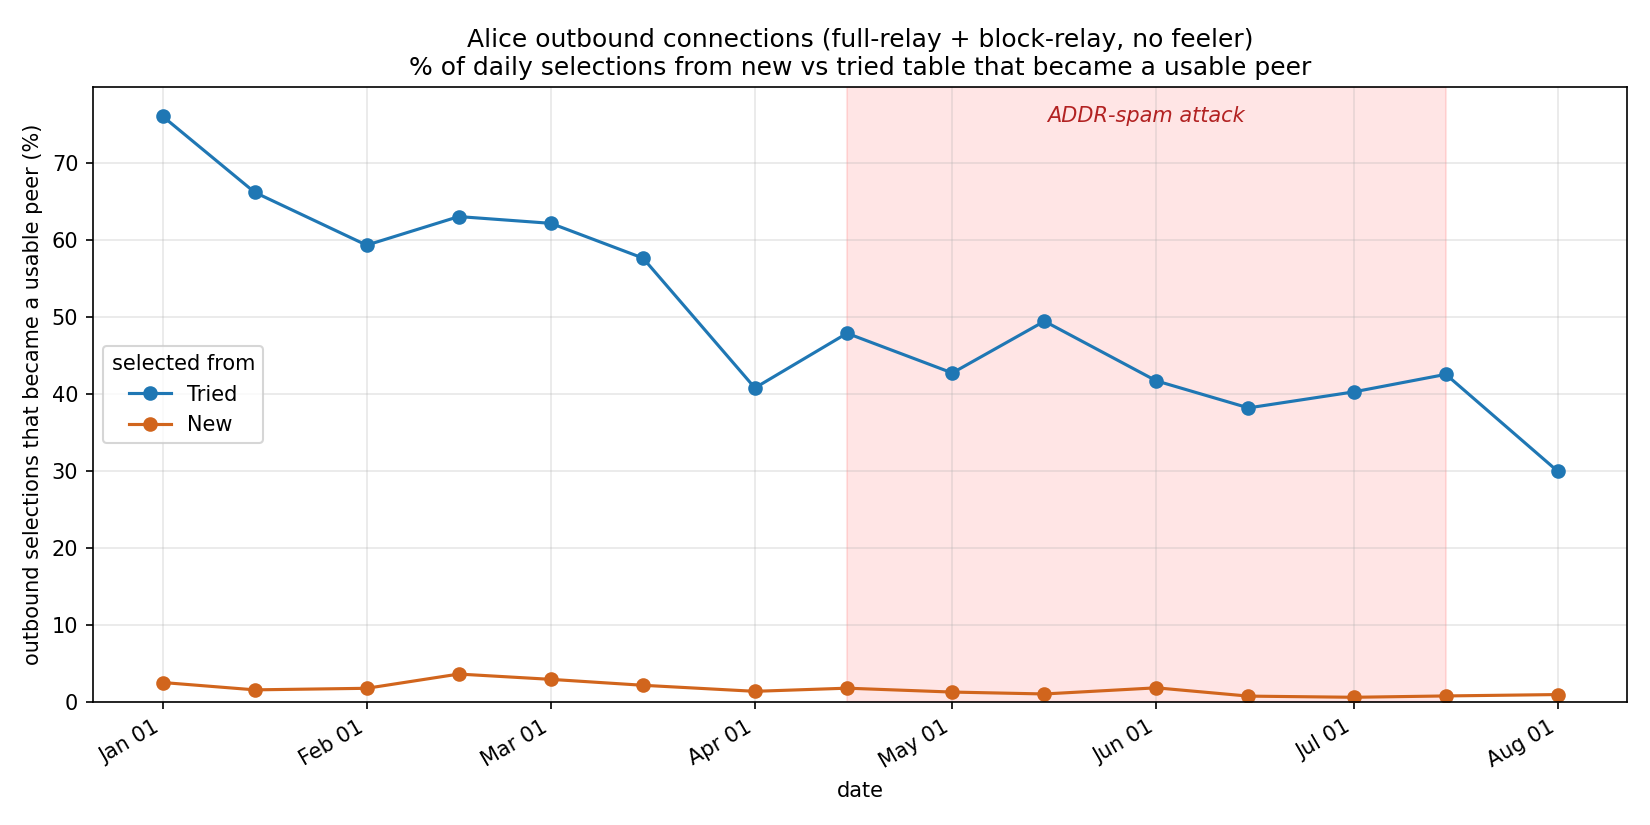 Alice outbound connections (full-relay + block-relay, no feeler)
% of daily selections from new vs tried table that became a usable peer
ADDR-spam attack
outbound selections that became a usable peer (%)
70
60
50
40
30
20
10
0
selected from
Tried
New
Jan 01
Feb 01
Mar 01
Apr 01
May 01
Jun 01
Jul 01
Aug 01
date